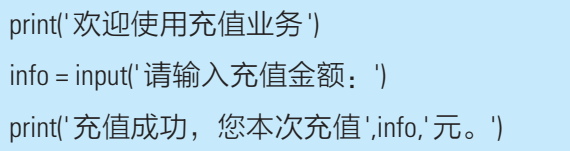 print('欢迎使用充值业务')
info = input('请输入充值金额：')
print('充值成功，您本次充值',info,'元。')